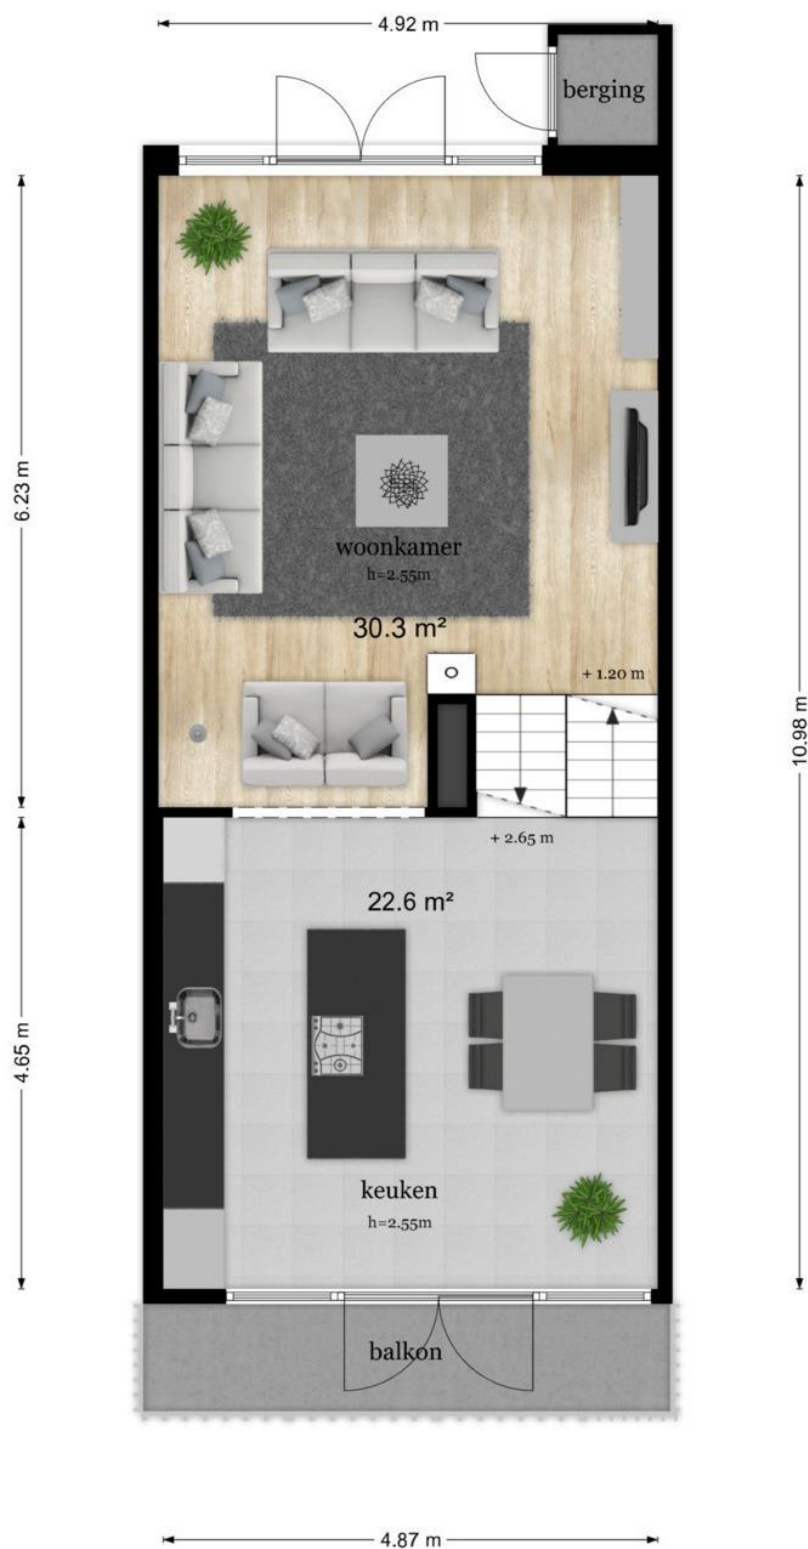 4.92 m
berging
6.23 m
woonkamer
h=2.55m
30.3 m²
+ 1.20 m
10.98 m
+ 2.65 m
22.6 m²
4.65 m
keuken
h=2.55m
balkon
4.87 m